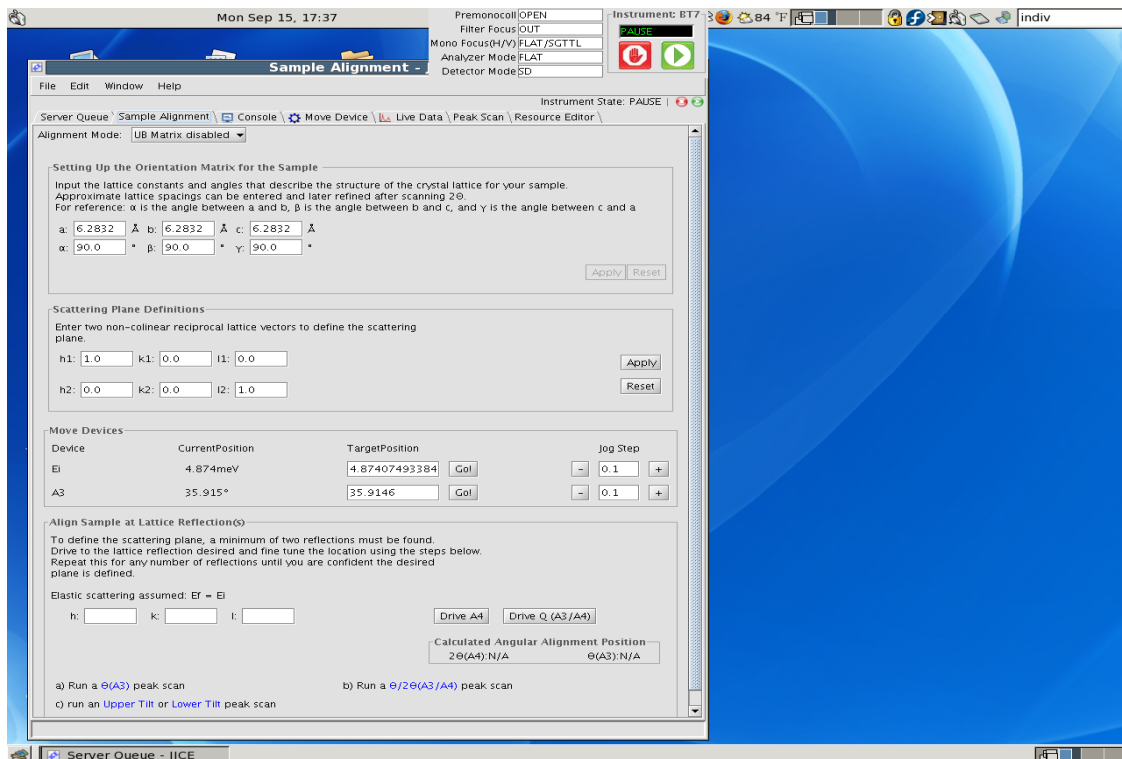 Mon Sep 15, 17:37
84 °F
indiv
Premonocoll OPEN
Filter Focus OUT
Mono Focus(H/V) FLAT/SGTTL
Analyzer Mode FLAT
Detector Mode SD
Instrument: BT7
PAUSE
Sample Alignment -
File Edit Window Help
Instrument State: PAUSE |
Server Queue \ Sample Alignment \ Console \ Move Device \ Live Data \ Peak Scan \ Resource Editor \
Alignment Mode: UB Matrix disabled
Setting Up the Orientation Matrix for the Sample
Input the lattice constants and angles that describe the structure of the crystal lattice for your sample.
Approximate lattice spacings can be entered and later refined after scanning 2Θ.
For reference: α is the angle between a and b, β is the angle between b and c, and γ is the angle between c and a
a: 6.2832 Å b: 6.2832 Å c: 6.2832 Å
α: 90.0 ° β: 90.0 ° γ: 90.0 °
Apply Reset
Scattering Plane Definitions
Enter two non-colinear reciprocal lattice vectors to define the scattering
plane.
h1: 1.0 k1: 0.0 l1: 0.0
Apply
h2: 0.0 k2: 0.0 l2: 1.0
Reset
Move Devices
Device CurrentPosition TargetPosition Jog Step
Ei 4.874meV 4.87407493384 Go! - 0.1 +
A3 35.915° 35.9146 Go! - 0.1 +
Align Sample at Lattice Reflection(s)
To define the scattering plane, a minimum of two reflections must be found.
Drive to the lattice reflection desired and fine tune the location using the steps below.
Repeat this for any number of reflections until you are confident the desired
plane is defined.
Elastic scattering assumed: Ef = Ei
h: k: l: Drive A4 Drive Q (A3/A4)
Calculated Angular Alignment Position
2Θ(A4):N/A Θ(A3):N/A
a) Run a Θ(A3) peak scan b) Run a Θ/2Θ(A3/A4) peak scan
c) run an Upper Tilt or Lower Tilt peak scan
Server Queue - IICE